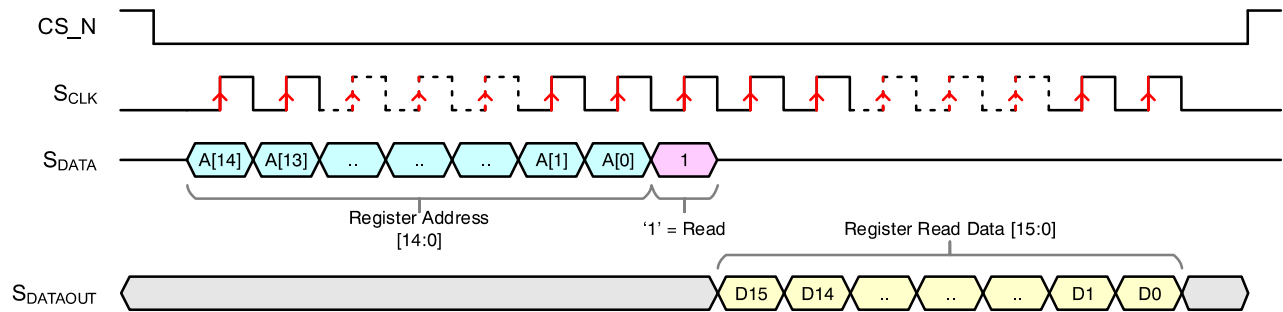 CS_N
SCLK
SDATA
A[14] A[13] .. .. .. A[1] A[0] 1
Register Address
[14:0]
‘1’ = Read
Register Read Data [15:0]
SDATAOUT
D15 D14 .. .. .. D1 D0